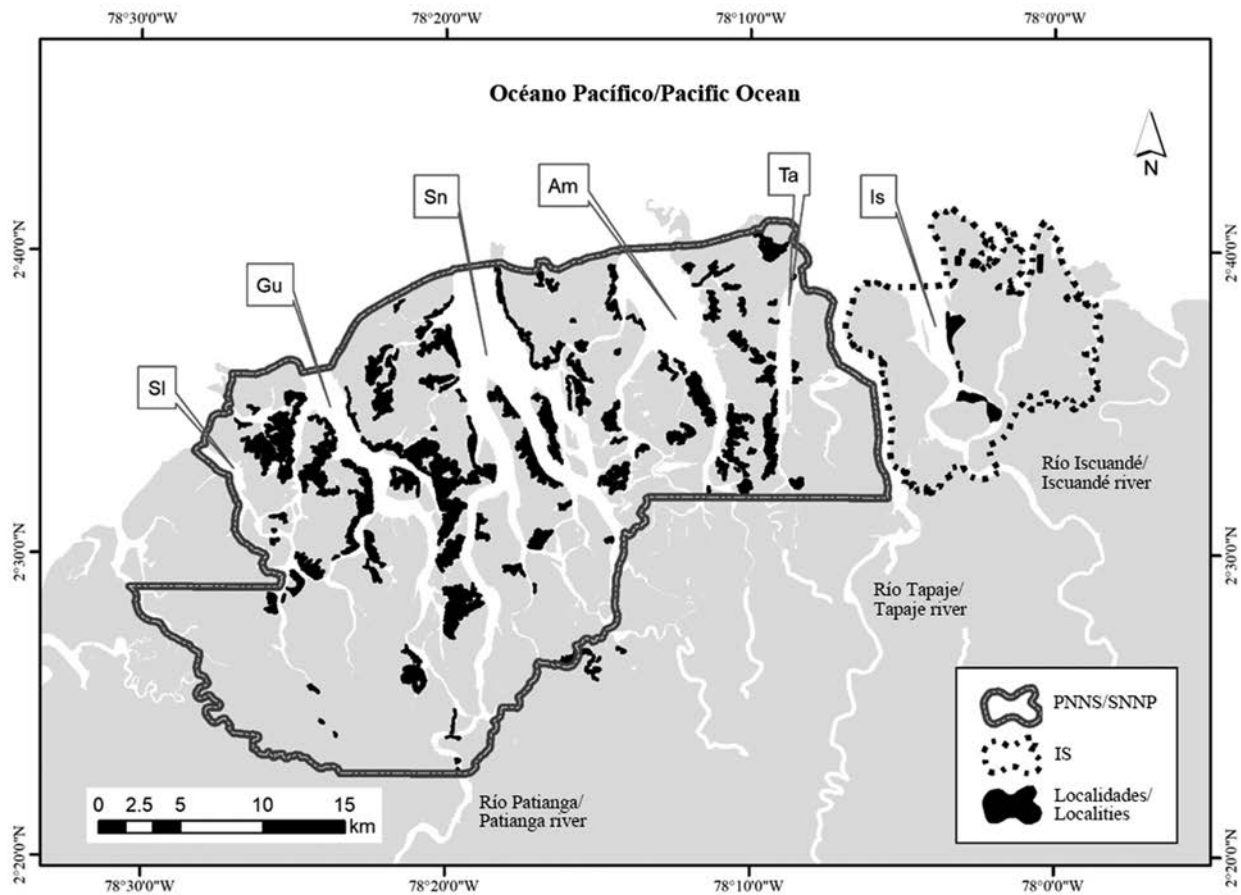 78°30'0"W 78°20'0"W 78°10'0"W 78°0'0"W
Océano Pacífico/Pacific Ocean
N
Ta
Am
Is
Sn
2°40'0"N 2°40'0"N
Gu
Sl
Río Iscuandé/
Iscuandé river
2°30'0"N 2°30'0"N
Río Tapaje/
Tapaje river
PNNS/SNNP
IS
Localidades/
Localities
0 2.5 5 10 15
km
Río Patianga/
Patianga river
2°20'0"N 2°20'0"N
78°30'0"W 78°20'0"W 78°10'0"W 78°0'0"W